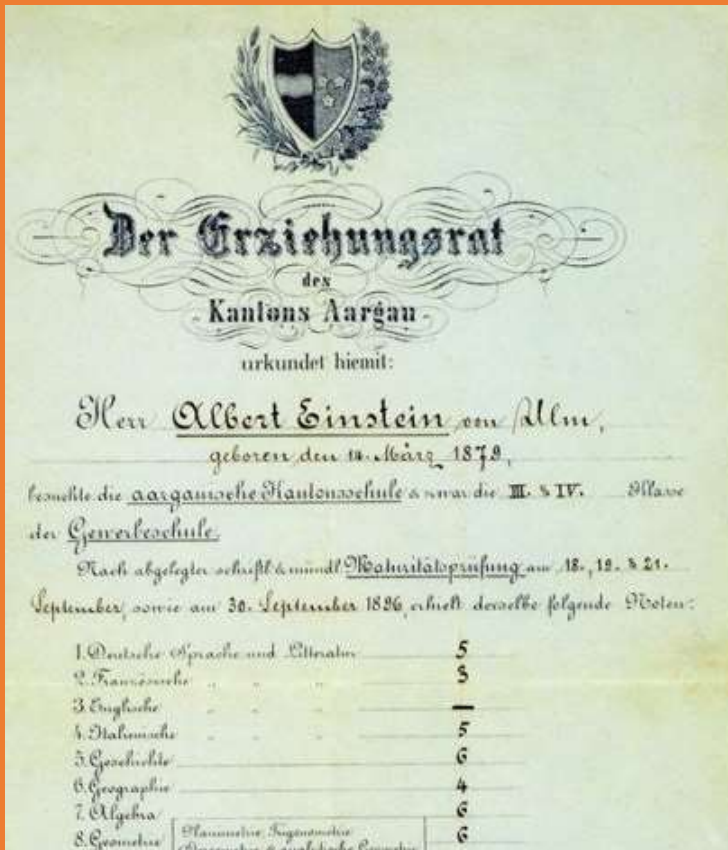 Der Erziehungsrat
des
Kantons Aargau
urkundet hiemit:
Herr Albert Einstein von Ulm,
geboren den 14. März 1879,
besuchte die aargauische Kantonsschule & zwar die III. & IV. Klasse
der Gewerbeschule.
Nach abgelegter schriftl. & mündl. Maturitätsprüfung am 18., 19. & 21.
September, sowie am 30. September 1896, erhielt derselbe folgende Noten:
1. Deutsche Sprache und Litteratur 5
2. Französische " " " 3
3. Englische " " " —
4. Italienische " " " 5
5. Geschichte 6
6. Geographie 4
7. Algebra 6
8. Geometrie Planimetrie, Trigonometrie 6